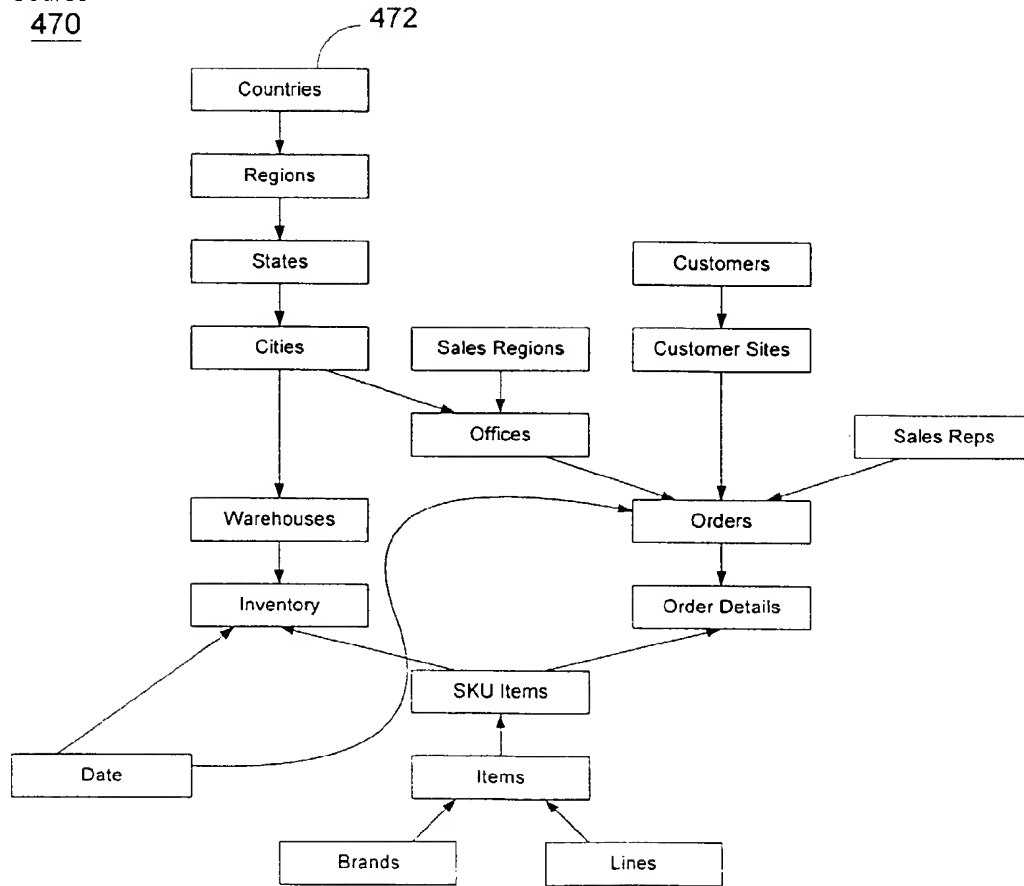 470
472
Countries
Regions
States
Customers
Cities
Sales Regions
Customer Sites
Offices
Sales Reps
Warehouses
Orders
Inventory
Order Details
SKU Items
Date
Items
Brands
Lines